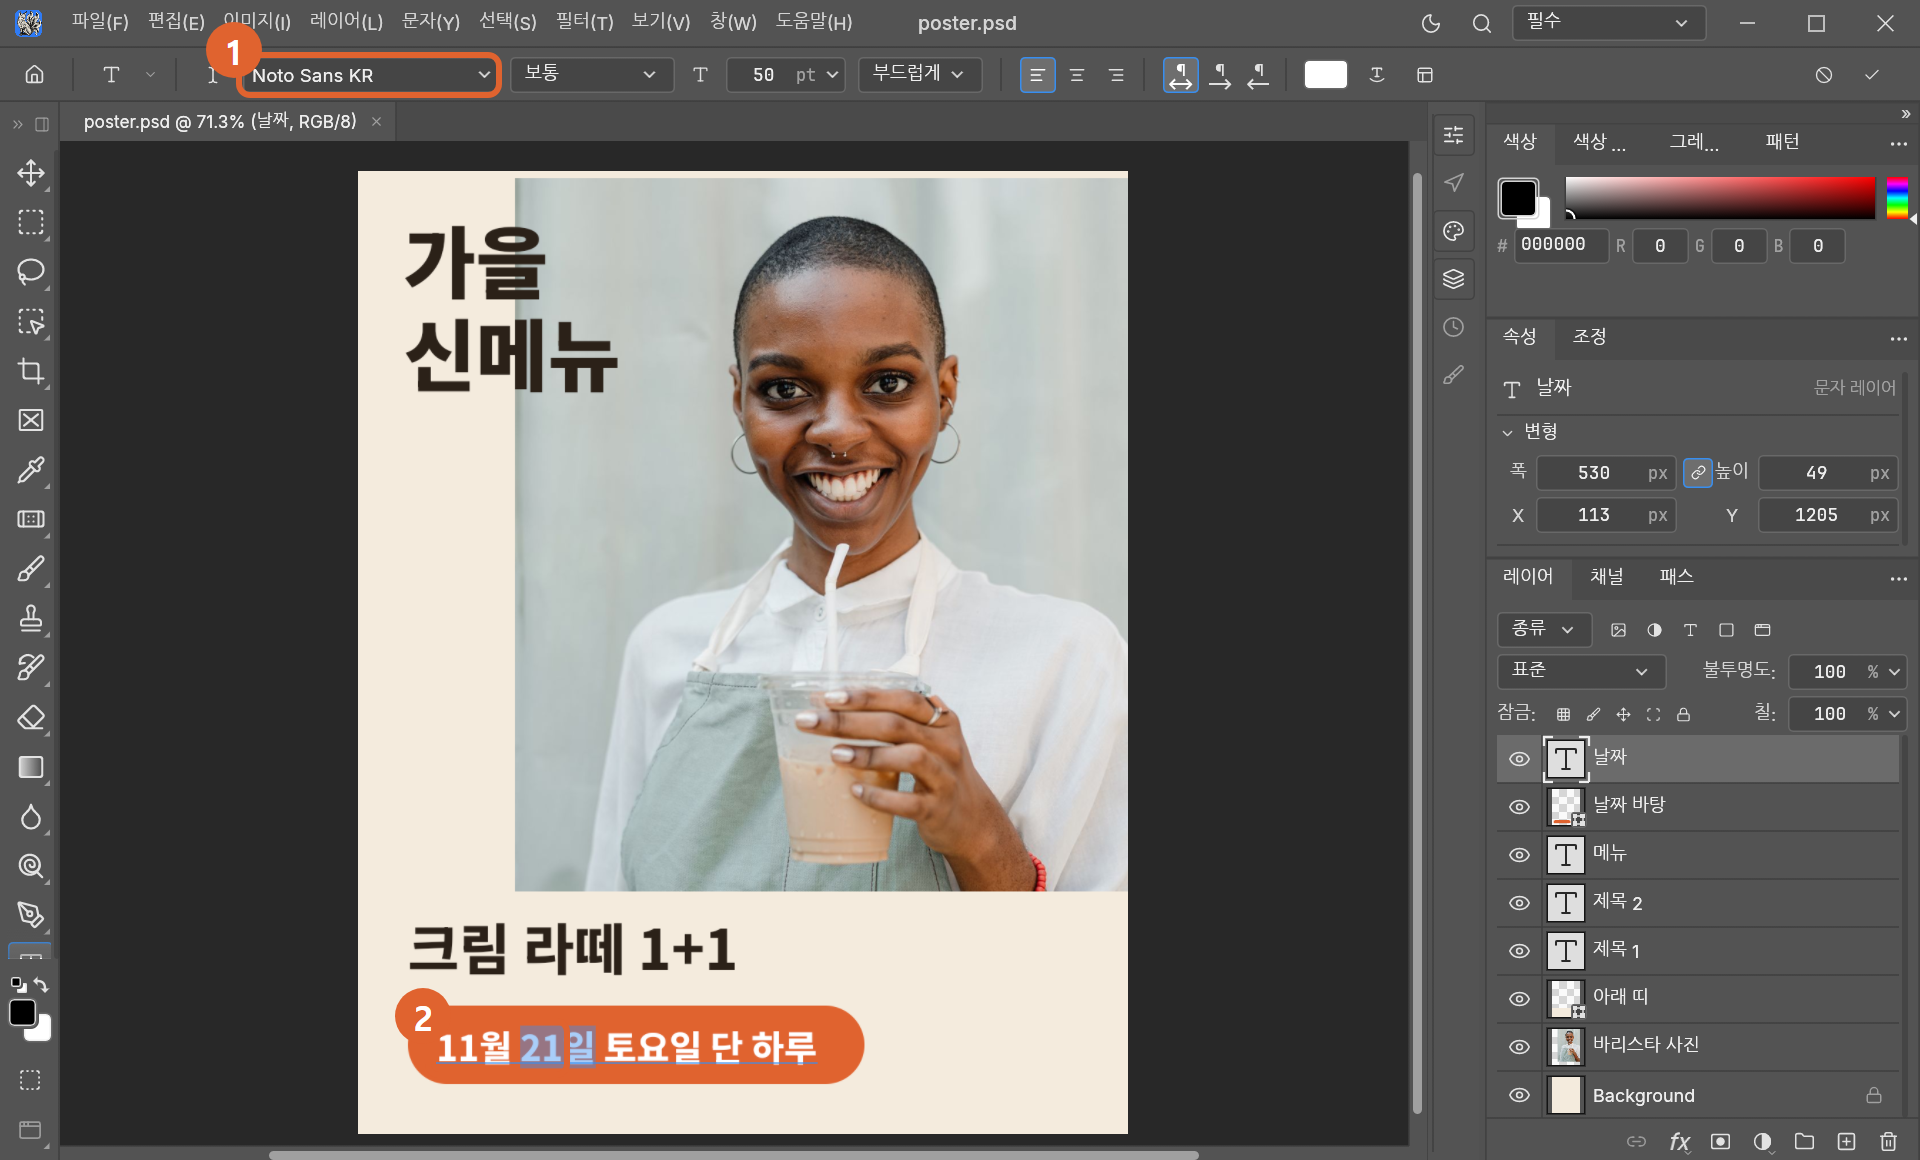 파일(F) 편집(E) 이미지(I) 레이어(L) 문자(Y) 선택(S) 필터(T) 보기(V) 창(W) 도움말(H)
poster.psd
필수
1
Noto Sans KR
보통
50 pt
부드럽게
poster.psd @ 71.3% (날짜, RGB/8)
가을
신메뉴
크림 라떼 1+1
2
11월 21일 토요일 단 하루
색상 색상 ... 그레... 패턴
# 000000 R 0 G 0 B 0
속성 조정
날짜 문자 레이어
변형
폭 530 px 높이 49 px
X 113 px Y 1205 px
레이어 채널 패스
종류
표준 불투명도: 100 %
잠금: 칠: 100 %
날짜
날짜 바탕
메뉴
제목 2
제목 1
아래 띠
바리스타 사진
Background
fx